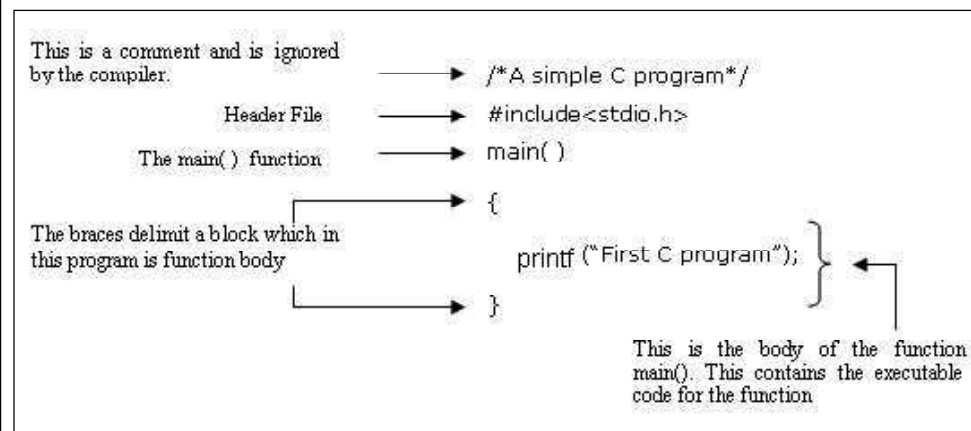 This is a comment and is ignored
by the compiler.
/*A simple C program*/
Header File
#include<stdio.h>
The main( ) function
main( )
{
The braces delimit a block which in
this program is function body
printf ("First C program");
}
}
This is the body of the function
main(). This contains the executable
code for the function